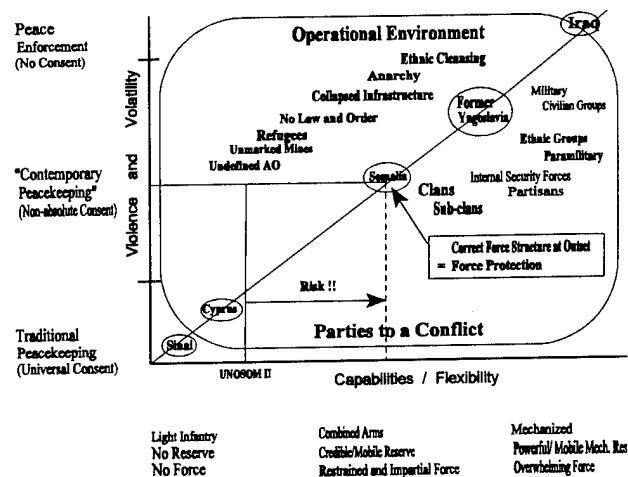 Peace
Enforcement
(No Consent)
"Contemporary
Peacekeeping"
(Non-absolute Consent)
Traditional
Peacekeeping
(Universal Consent)
Violence and Volatility
Operational Environment
Iraq
Ethnic Cleansing
Anarchy
Collapsed Infrastructure
No Law and Order
Refugees
Unmarked Mines
Undefined AO
Former
Yugoslavia
Military
Civilian Groups
Ethnic Groups
Paramilitary
Internal Security Forces
Partisans
Somalia
Clans
Sub-clans
Correct Force Structure at Outset
= Force Protection
Risk !!
Cyprus
Sinai
Parties to a Conflict
UNOSOM II
Capabilities / Flexibility
Light Infantry
No Reserve
No Force
Combined Arms
Credible/Mobile Reserve
Restrained and Impartial Force
Mechanized
Powerful/ Mobile Mech. Res
Overwhelming Force